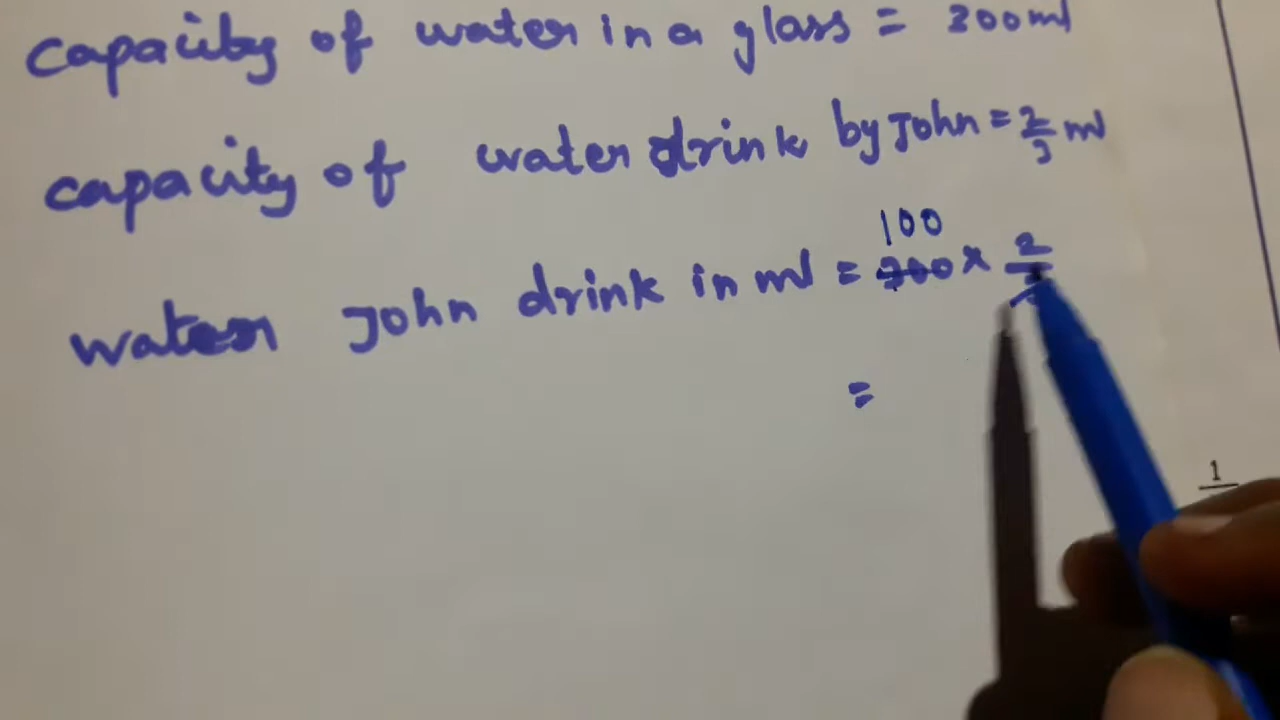 capacity of water in a glass = 300ml
capacity of water drink by John = 2/3 ml
100
water John drink in ml = 300 x 2/3
=
1